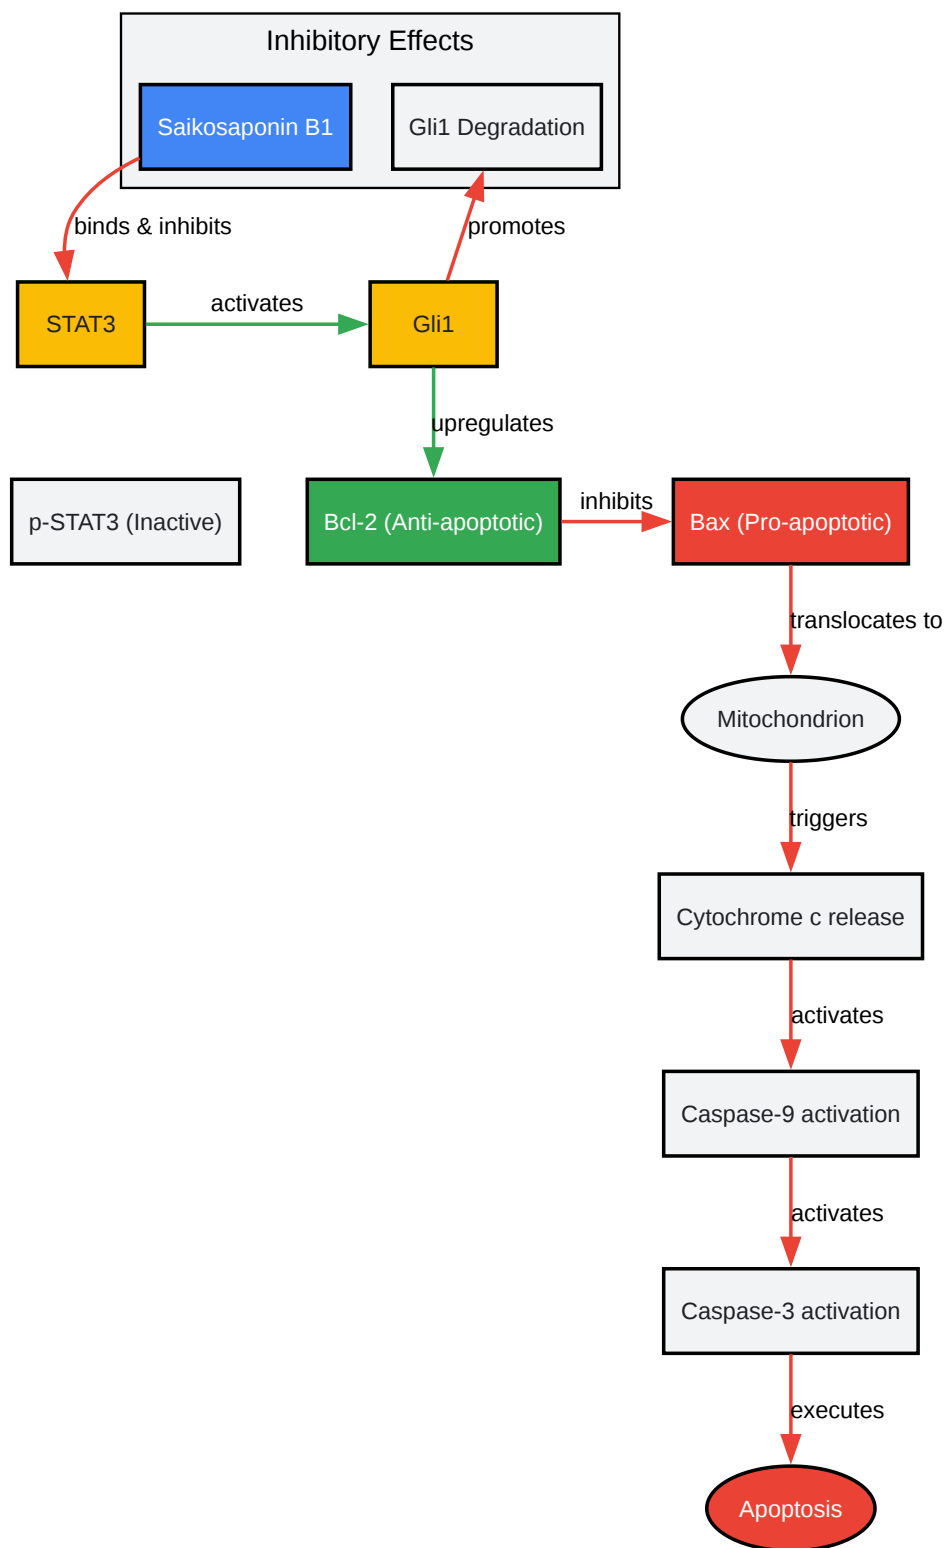 Inhibitory Effects
Saikosaponin B1
Gli1 Degradation
binds & inhibits
promotes
STAT3
activates
Gli1
upregulates
p-STAT3 (Inactive)
Bcl-2 (Anti-apoptotic)
inhibits
Bax (Pro-apoptotic)
translocates to
Mitochondrion
triggers
Cytochrome c release
activates
Caspase-9 activation
activates
Caspase-3 activation
executes
Apoptosis